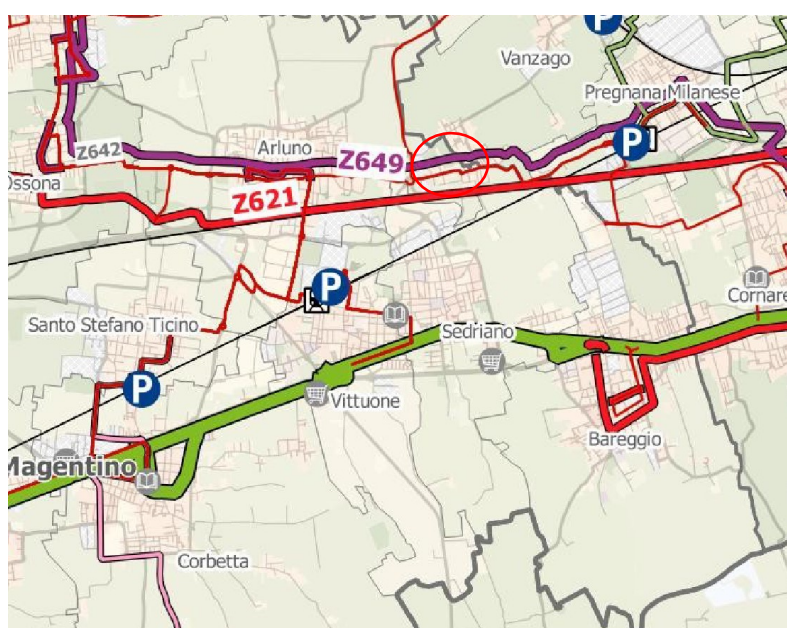 P
Vanzago
Pregnana Milanese
P
Z642
Arluno
Z649
Ossona
Z621
P
Cornare
Santo Stefano Ticino
Sedriano
P
Vittuone
Bareggio
Magentino
Corbetta